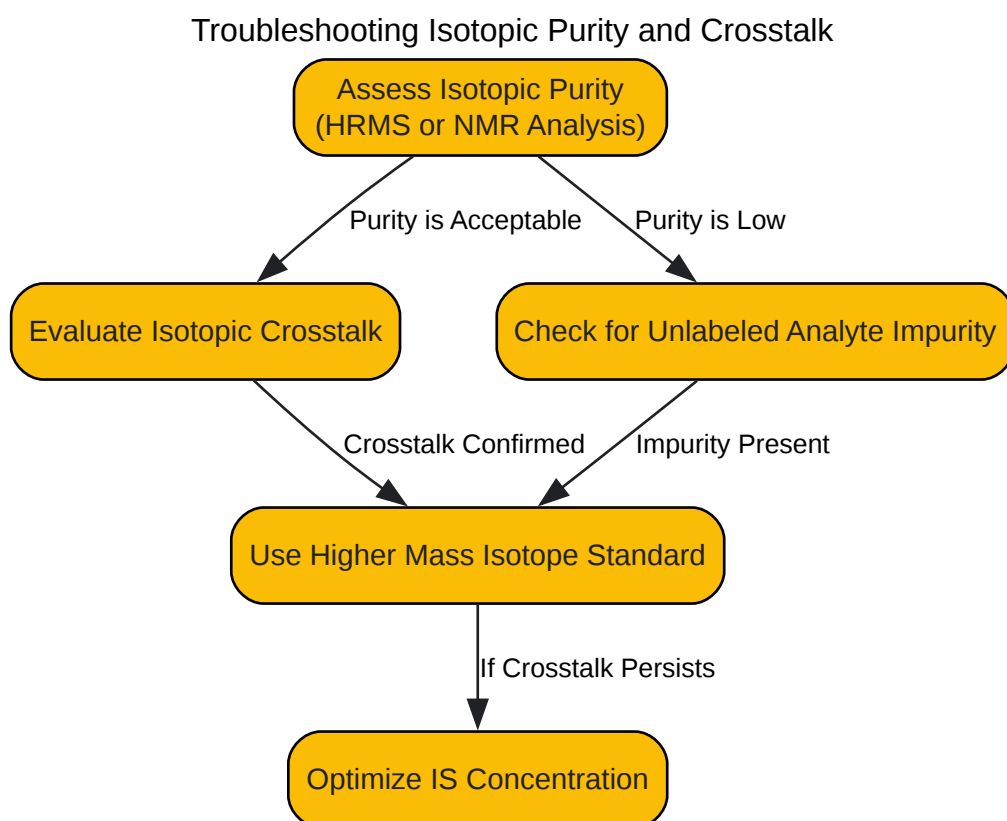 Troubleshooting Isotopic Purity and Crosstalk
Assess Isotopic Purity
(HRMS or NMR Analysis)
Purity is Acceptable
Purity is Low
Evaluate Isotopic Crosstalk
Check for Unlabeled Analyte Impurity
Crosstalk Confirmed
Impurity Present
Use Higher Mass Isotope Standard
If Crosstalk Persists
Optimize IS Concentration